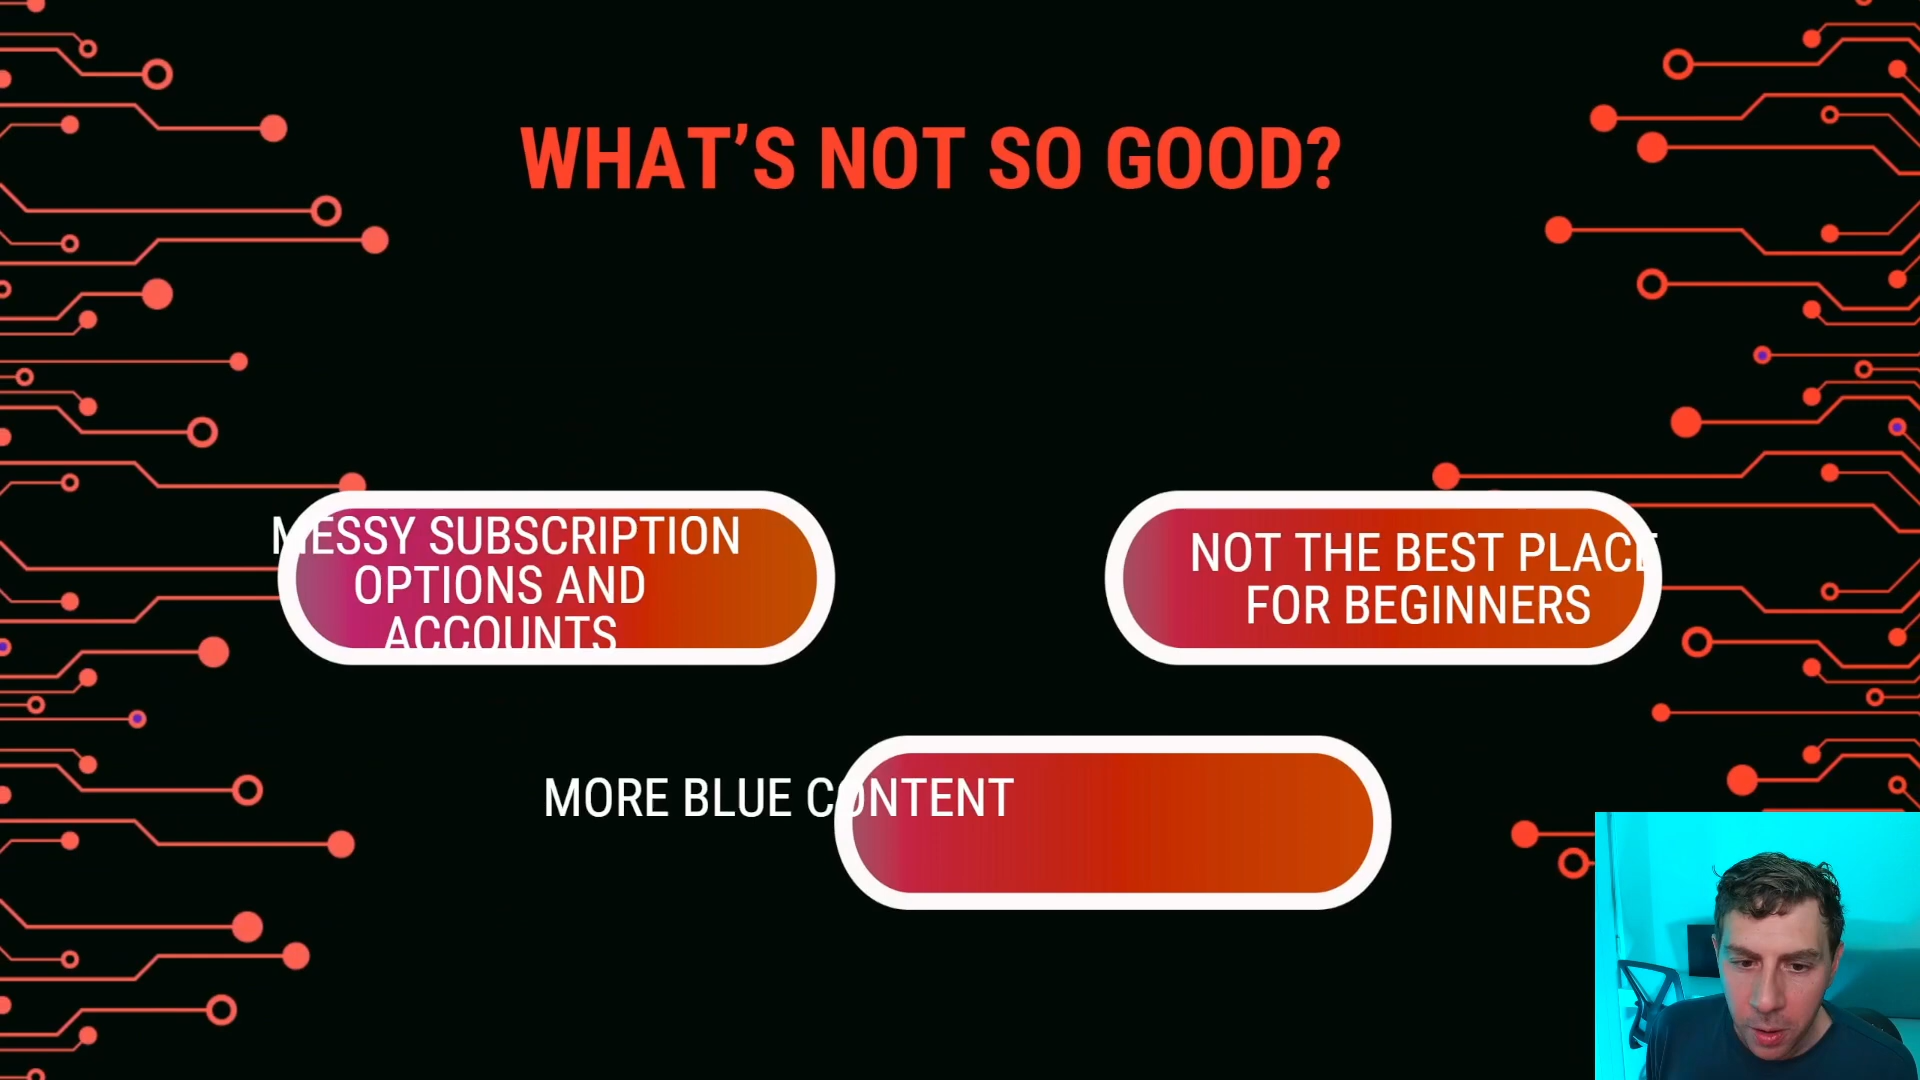 WHAT’S NOT SO GOOD?
MESSY SUBSCRIPTION
OPTIONS AND
ACCOUNTS
NOT THE BEST PLACE
FOR BEGINNERS
MORE BLUE CONTENT